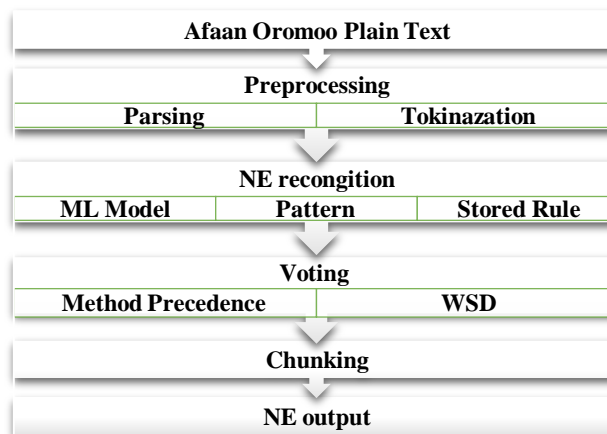 Afaan Oromoo Plain Text
Preprocessing
Parsing Tokinazation
NE recongition
ML Model Pattern Stored Rule
Voting
Method Precedence WSD
Chunking
NE output